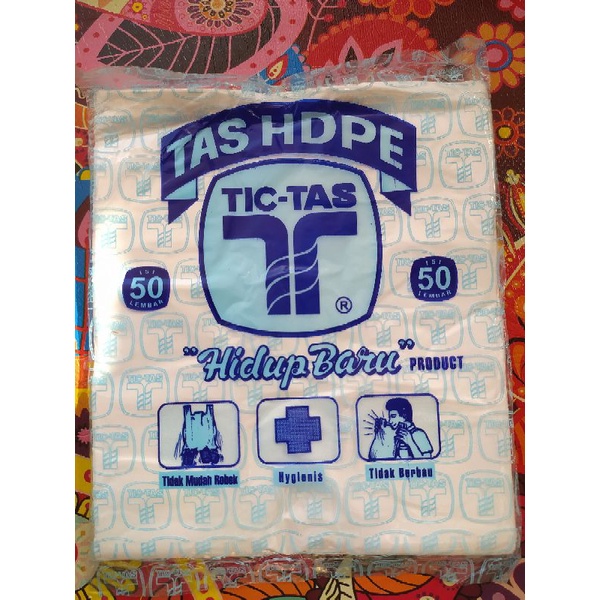 TAS HDPE
TIC-TAS
®
ISI
50
LEMBAR
ISI
50
LEMBAR
"Hidup Baru" PRODUCT
Tidak Mudah Robek
Hygienis
Tidak Berbau